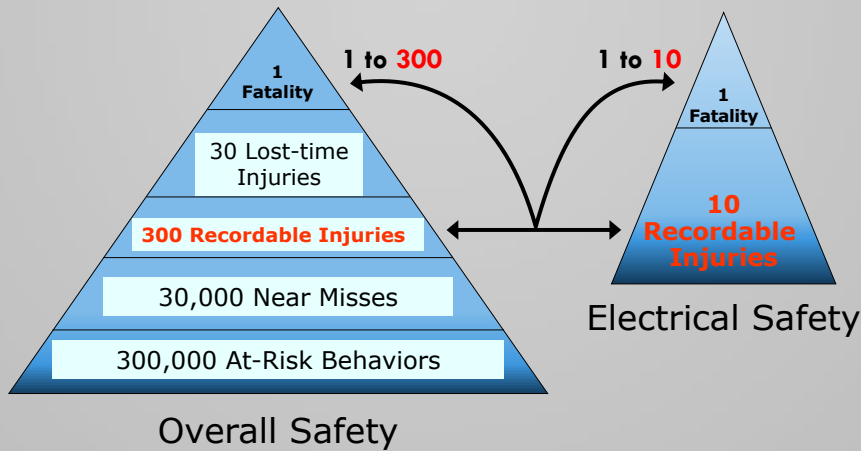 1 to 300
1 to 10
1
Fatality
30 Lost-time
Injuries
300 Recordable Injuries
30,000 Near Misses
300,000 At-Risk Behaviors
Overall Safety
1
Fatality
10
Recordable
Injuries
Electrical Safety